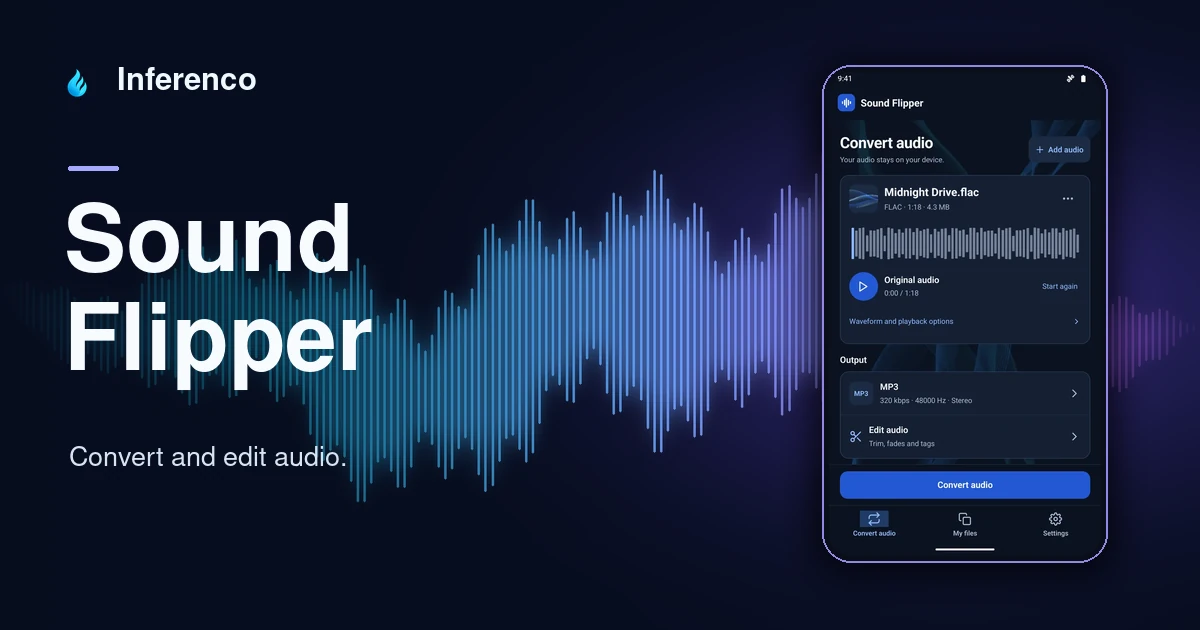 Inferenco
Sound
Flipper
Convert and edit audio.
9:41
Sound Flipper
Convert audio
Your audio stays on your device.
+ Add audio
Midnight Drive.flac
FLAC · 1:18 · 4.3 MB
Original audio
0:00 / 1:18
Start again
Waveform and playback options
Output
MP3
MP3
320 kbps · 48000 Hz · Stereo
Edit audio
Trim, fades and tags
Convert audio
Convert audio
My files
Settings